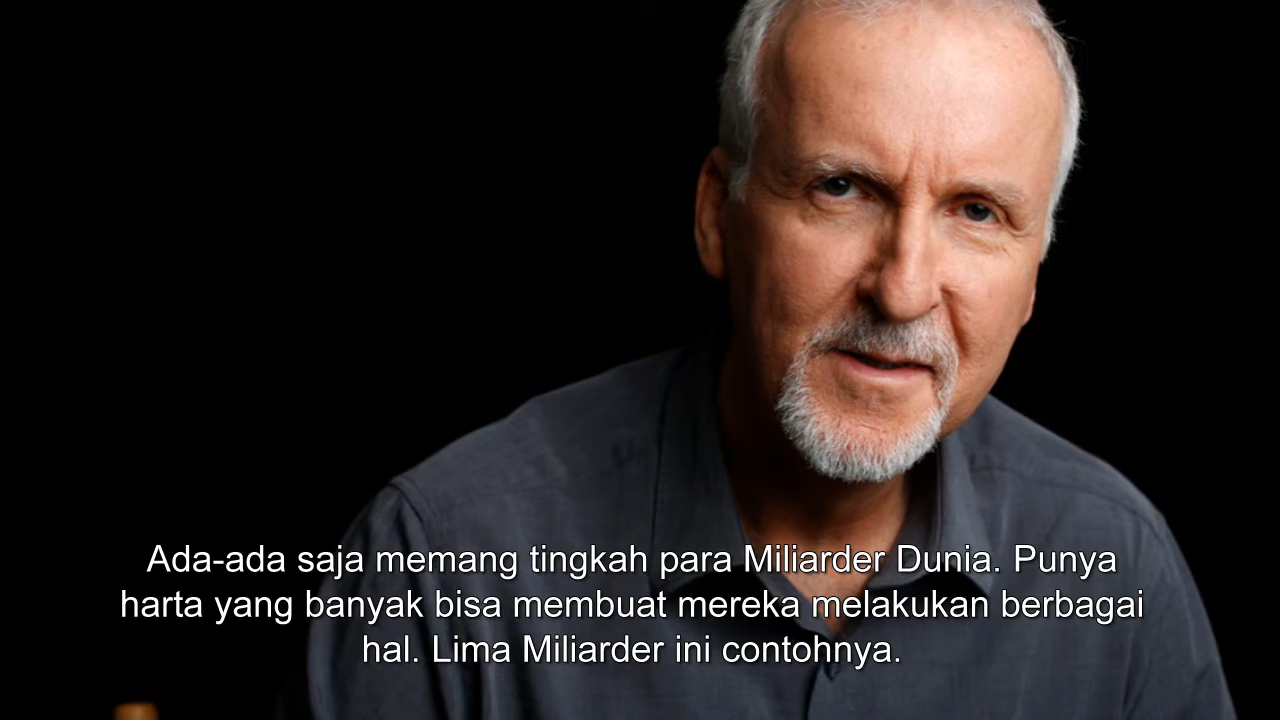 Ada-ada saja memang tingkah para Miliarder Dunia. Punya
harta yang banyak bisa membuat mereka melakukan berbagai
hal. Lima Miliarder ini contohnya.